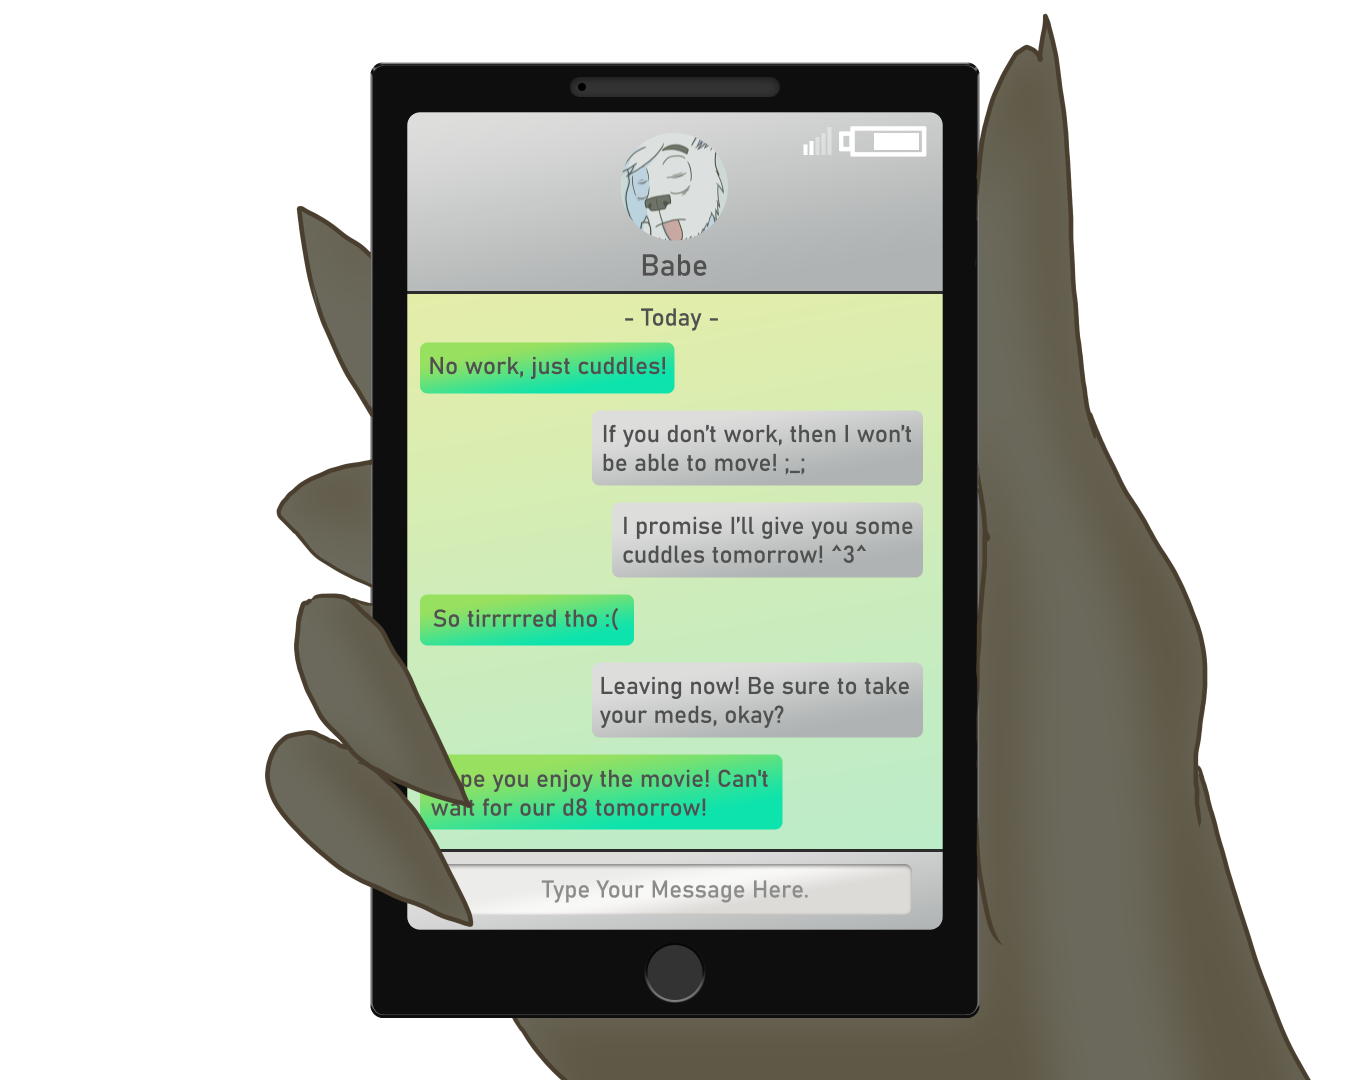 Babe
- Today -
No work, just cuddles!
If you don't work, then I won't
be able to move! ;_;
I promise I'll give you some
cuddles tomorrow! ^3^
So tirrrrred tho :(
Leaving now! Be sure to take
your meds, okay?
you enjoy the movie! Can't
wait for our d8 tomorrow!
Type Your Message Here.